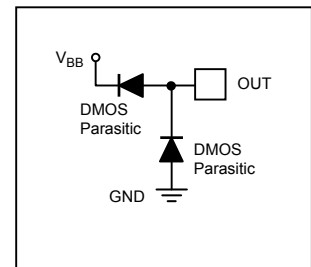 VBB
OUT
DMOS
Parasitic
DMOS
Parasitic
GND